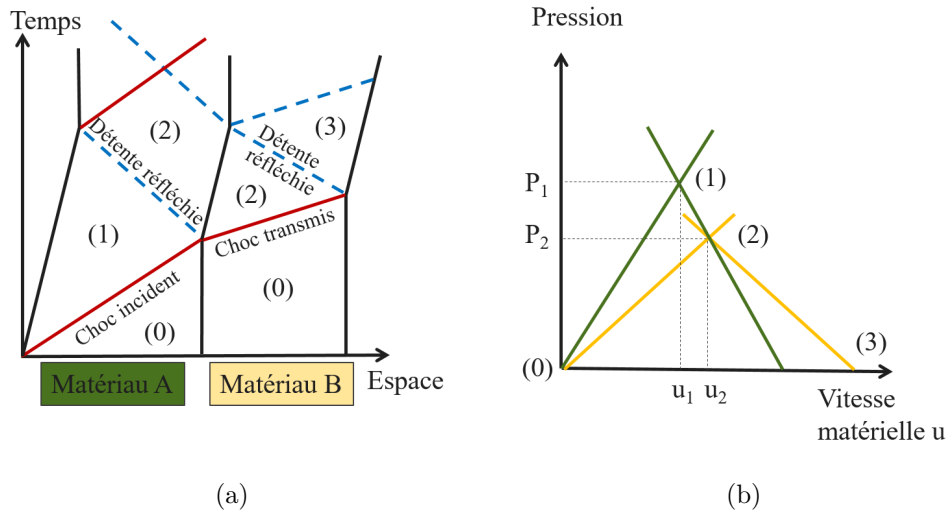 Temps
(2)
(3)
Détente réfléchie
Détente
réfléchie
(2)
(1)
Choc transmis
Choc incident
(0)
(0)
Matériau A
Matériau B
Espace
(a)
Pression
P1
(1)
P2
(2)
(3)
(0)
u1
u2
Vitesse
matérielle u
(b)